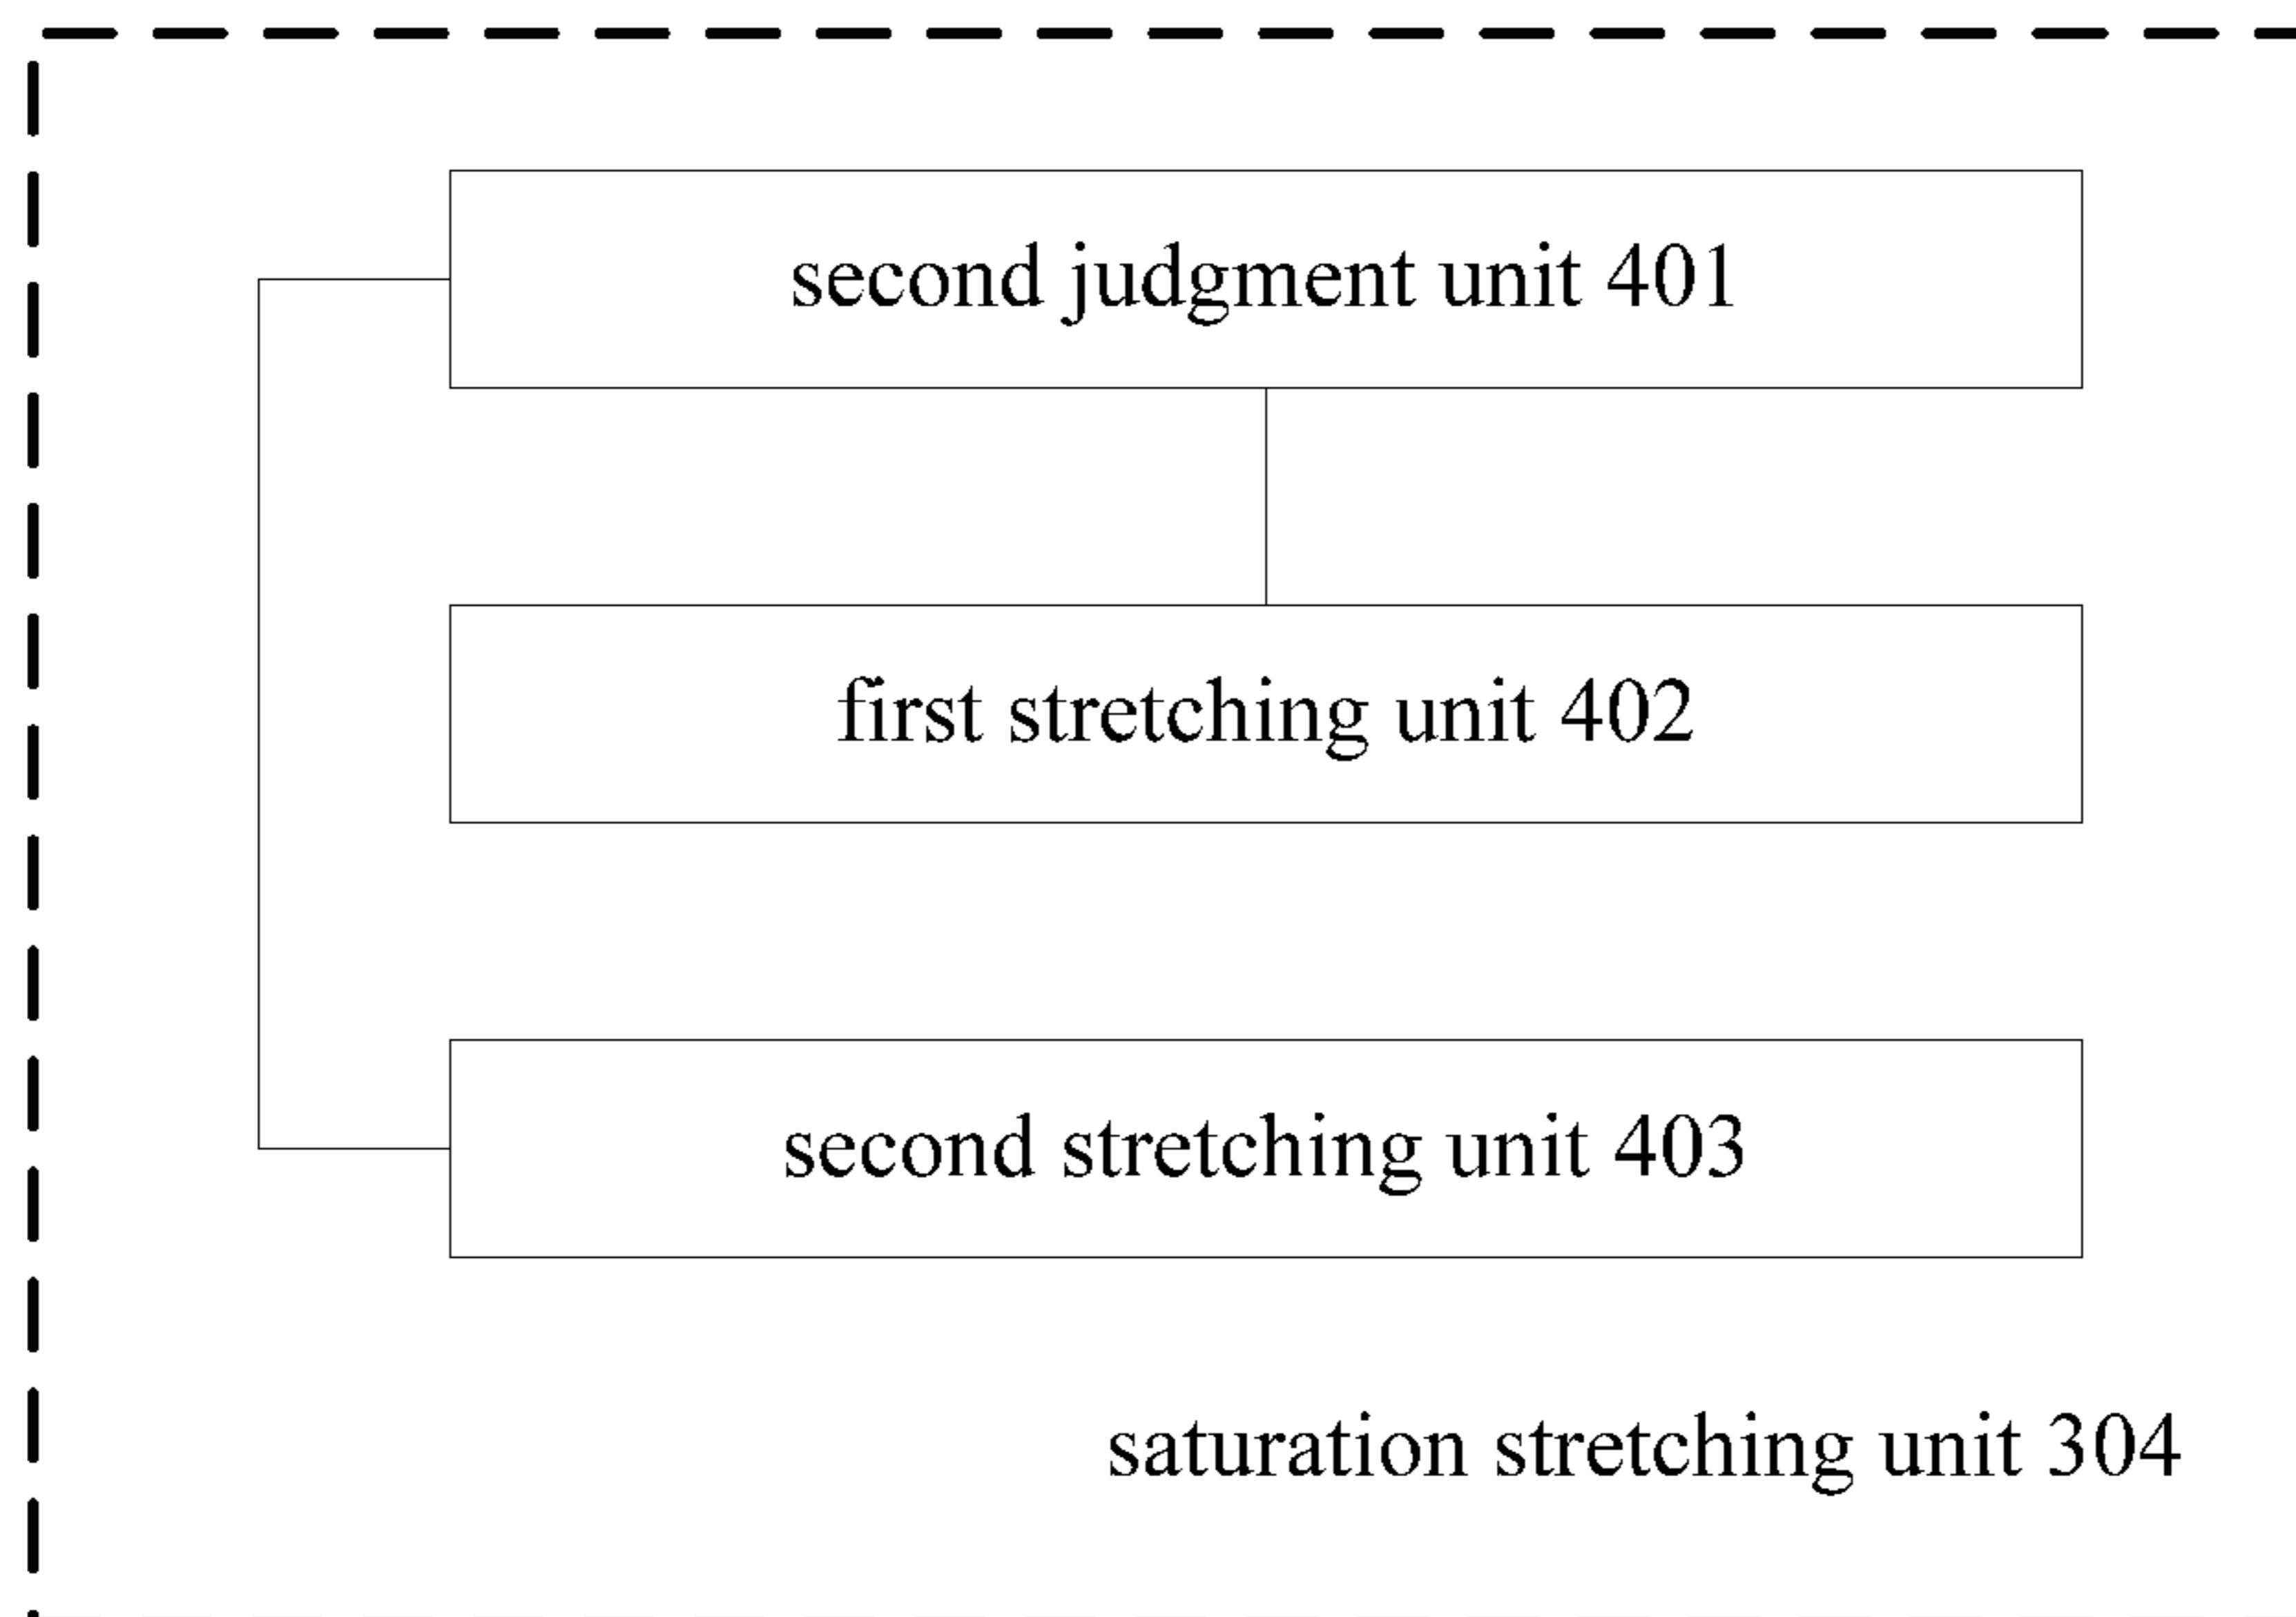 second judgment unit 401
first stretching unit 402
second stretching unit 403
saturation stretching unit 304